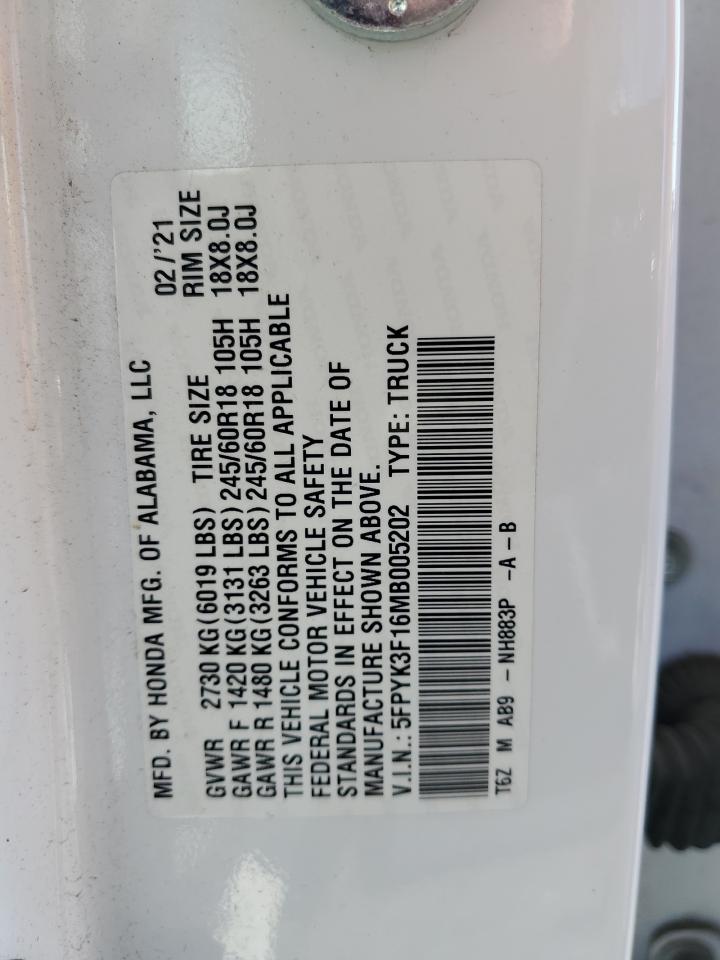 MFD. BY HONDA MFG. OF ALABAMA, LLC 02/'21
GVWR 2730 KG(6019 LBS) TIRE SIZE RIM SIZE
GAWR F 1420 KG(3131 LBS) 245/60R18 105H 18X8.0J
GAWR R 1480 KG(3263 LBS) 245/60R18 105H 18X8.0J
THIS VEHICLE CONFORMS TO ALL APPLICABLE
FEDERAL MOTOR VEHICLE SAFETY
STANDARDS IN EFFECT ON THE DATE OF
MANUFACTURE SHOWN ABOVE.
V.I.N.: 5FPYK3F16MB005202 TYPE: TRUCK
T6Z M AB9 - NH883P -A -B